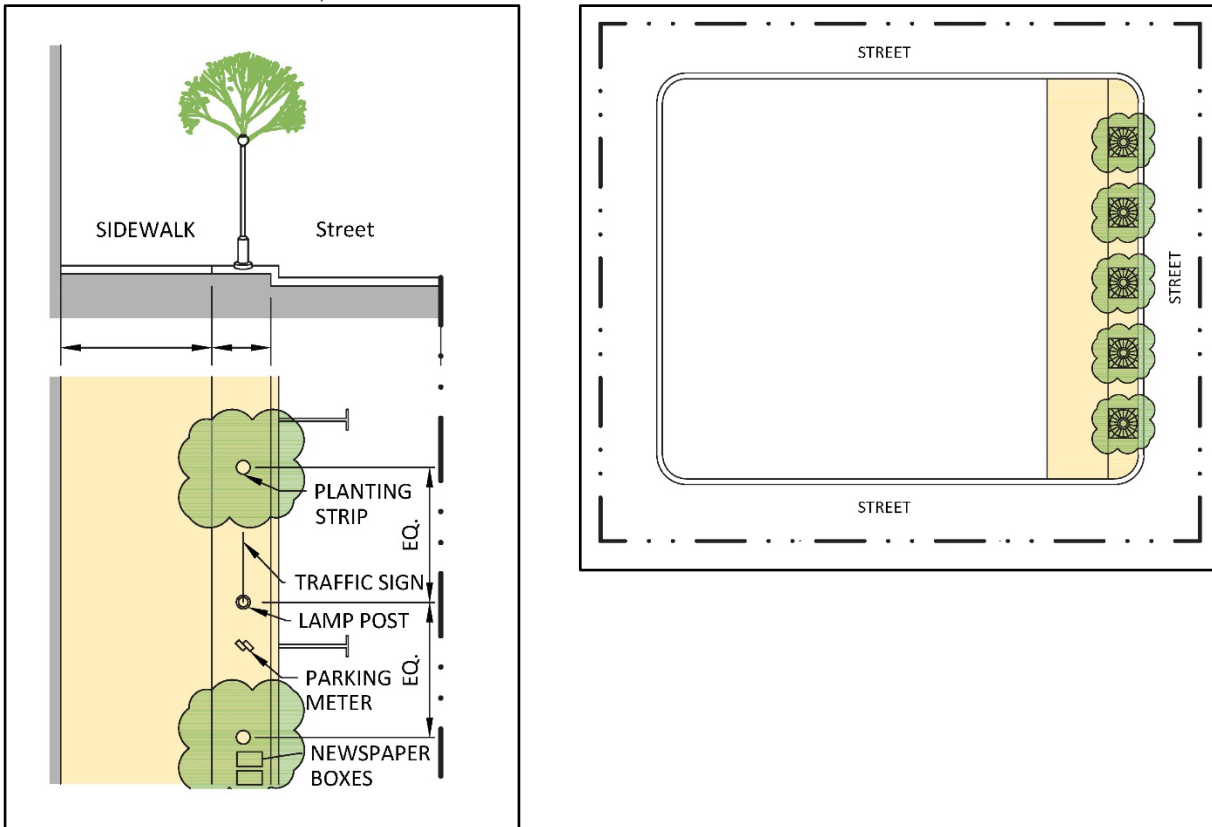 SIDEWALK
Street
PLANTING
STRIP
EQ.
TRAFFIC SIGN
LAMP POST
EQ.
PARKING
METER
NEWSPAPER
BOXES
STREET
STREET
STREET